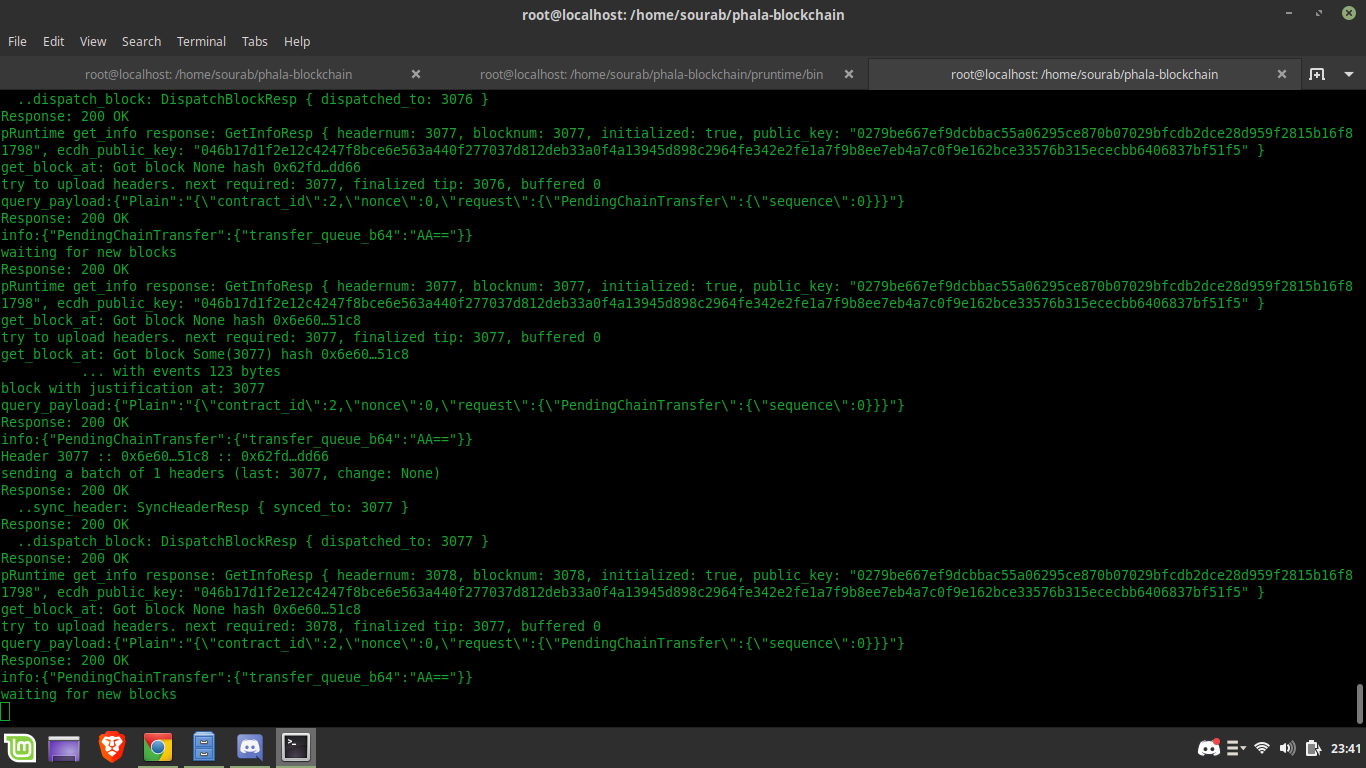 root@localhost: /home/sourab/phala-blockchain
File Edit View Search Terminal Tabs Help
root@localhost: /home/sourab/phala-blockchain
root@localhost: /home/sourab/phala-blockchain/pruntime/bin
root@localhost: /home/sourab/phala-blockchain
..dispatch_block: DispatchBlockResp { dispatched_to: 3076 }
Response: 200 OK
pRuntime get_info response: GetInfoResp { headernum: 3077, blocknum: 3077, initialized: true, public_key: "0279be667ef9dcbbac55a06295ce870b07029bfcdb2dce28d959f2815b16f8
1798", ecdh_public_key: "046b17d1f2e12c4247f8bce6e563a440f277037d812deb33a0f4a13945d898c2964fe342e2fe1a7f9b8ee7eb4a7c0f9e162bce33576b315ececbb6406837bf51f5" }
get_block_at: Got block None hash 0x62fd…dd66
try to upload headers. next required: 3077, finalized tip: 3076, buffered 0
query_payload:{"Plain":"{\"contract_id\":2,\"nonce\":0,\"request\":{\"PendingChainTransfer\":{\"sequence\":0}}}"}
Response: 200 OK
info:{"PendingChainTransfer":{"transfer_queue_b64":"AA=="}}
waiting for new blocks
Response: 200 OK
pRuntime get_info response: GetInfoResp { headernum: 3077, blocknum: 3077, initialized: true, public_key: "0279be667ef9dcbbac55a06295ce870b07029bfcdb2dce28d959f2815b16f8
1798", ecdh_public_key: "046b17d1f2e12c4247f8bce6e563a440f277037d812deb33a0f4a13945d898c2964fe342e2fe1a7f9b8ee7eb4a7c0f9e162bce33576b315ececbb6406837bf51f5" }
get_block_at: Got block None hash 0x6e60…51c8
try to upload headers. next required: 3077, finalized tip: 3077, buffered 0
get_block_at: Got block Some(3077) hash 0x6e60…51c8
... with events 123 bytes
block with justification at: 3077
query_payload:{"Plain":"{\"contract_id\":2,\"nonce\":0,\"request\":{\"PendingChainTransfer\":{\"sequence\":0}}}"}
Response: 200 OK
info:{"PendingChainTransfer":{"transfer_queue_b64":"AA=="}}
Header 3077 :: 0x6e60…51c8 :: 0x62fd…dd66
sending a batch of 1 headers (last: 3077, change: None)
Response: 200 OK
..sync_header: SyncHeaderResp { synced_to: 3077 }
Response: 200 OK
..dispatch_block: DispatchBlockResp { dispatched_to: 3077 }
Response: 200 OK
pRuntime get_info response: GetInfoResp { headernum: 3078, blocknum: 3078, initialized: true, public_key: "0279be667ef9dcbbac55a06295ce870b07029bfcdb2dce28d959f2815b16f8
1798", ecdh_public_key: "046b17d1f2e12c4247f8bce6e563a440f277037d812deb33a0f4a13945d898c2964fe342e2fe1a7f9b8ee7eb4a7c0f9e162bce33576b315ececbb6406837bf51f5" }
get_block_at: Got block None hash 0x6e60…51c8
try to upload headers. next required: 3078, finalized tip: 3077, buffered 0
query_payload:{"Plain":"{\"contract_id\":2,\"nonce\":0,\"request\":{\"PendingChainTransfer\":{\"sequence\":0}}}"}
Response: 200 OK
info:{"PendingChainTransfer":{"transfer_queue_b64":"AA=="}}
waiting for new blocks
23:41